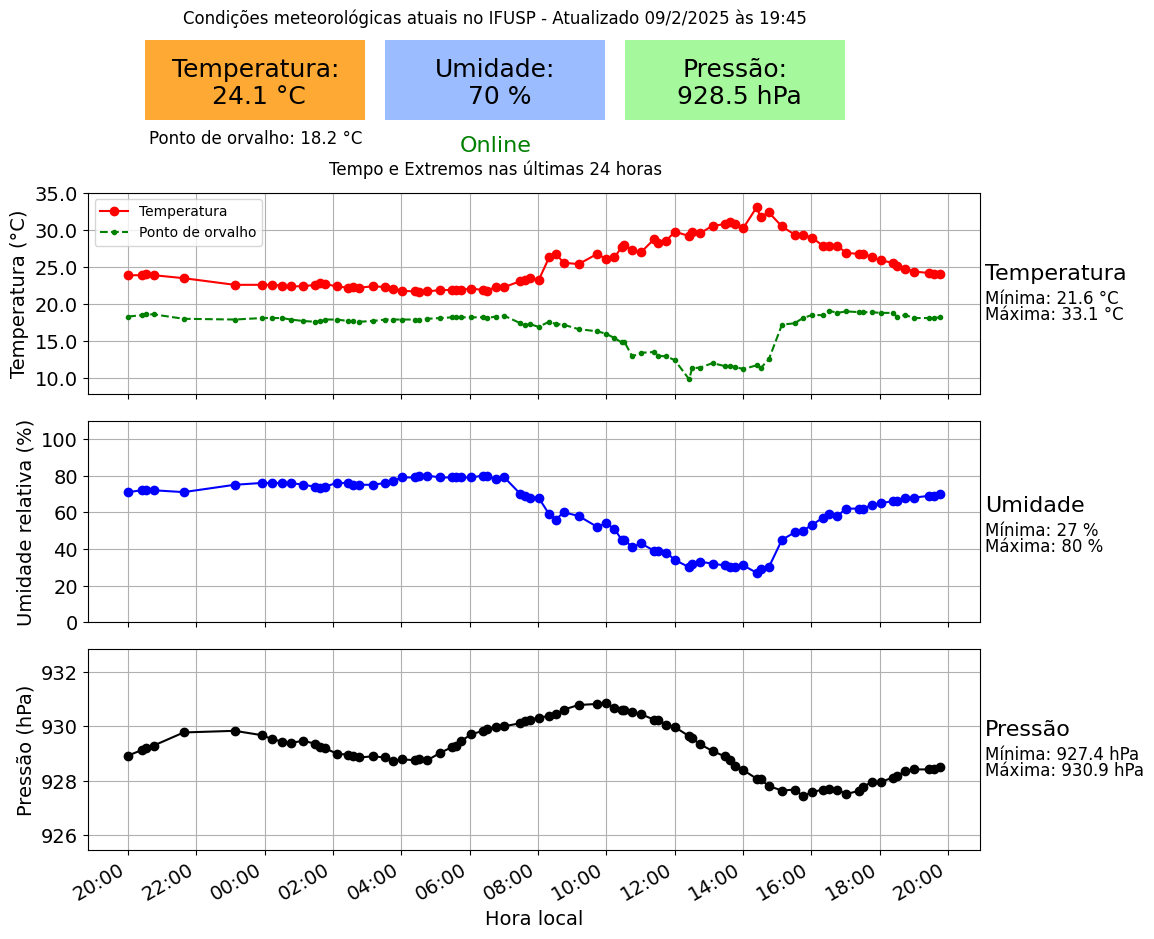 Condições meteorológicas atuais no IFUSP - Atualizado 09/2/2025 às 19:45
Temperatura:
24.1 °C
Umidade:
70 %
Pressão:
928.5 hPa
Ponto de orvalho: 18.2 °C
Online
Tempo e Extremos nas últimas 24 horas
Temperatura (°C)
35.0
30.0
25.0
20.0
15.0
10.0
Temperatura
Ponto de orvalho
Temperatura
Mínima: 21.6 °C
Máxima: 33.1 °C
Umidade relativa (%)
100
80
60
40
20
0
Umidade
Mínima: 27 %
Máxima: 80 %
Pressão (hPa)
932
930
928
926
Pressão
Mínima: 927.4 hPa
Máxima: 930.9 hPa
20:00 22:00 00:00 02:00 04:00 06:00 08:00 10:00 12:00 14:00 16:00 18:00 20:00
Hora local